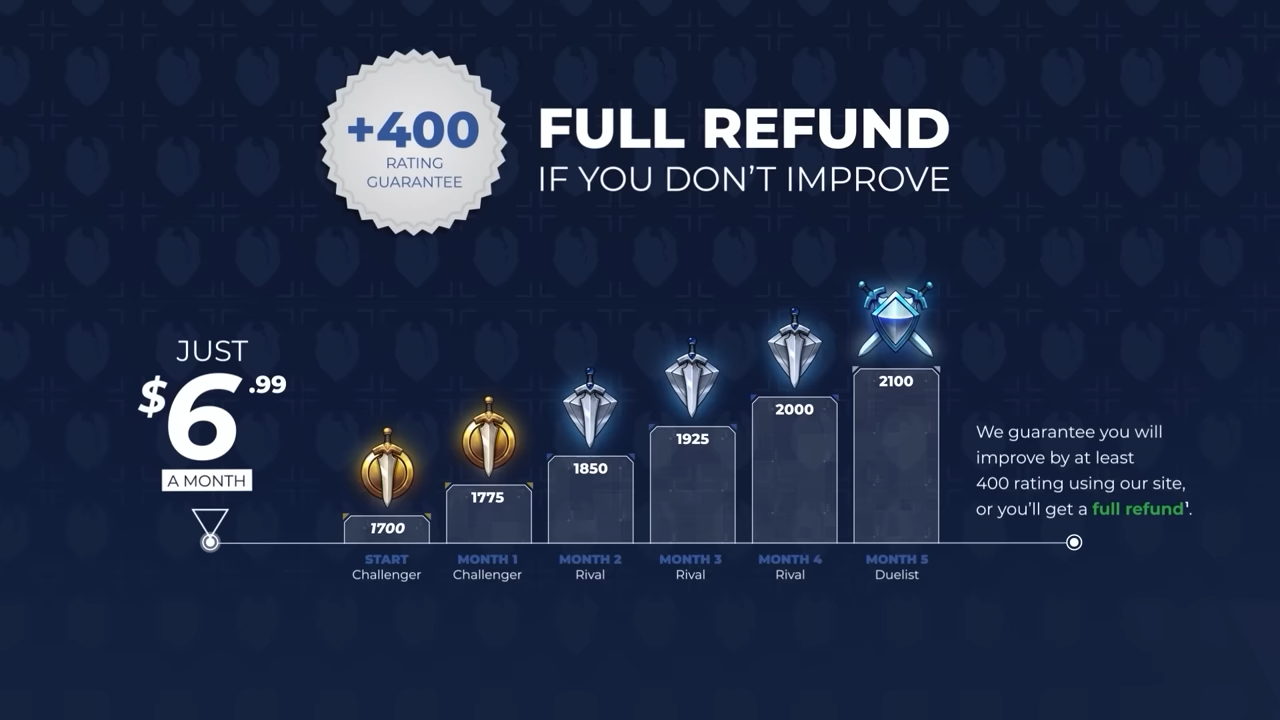 +400
RATING
GUARANTEE
FULL REFUND
IF YOU DON'T IMPROVE
JUST
$6.99
A MONTH
1700
1775
1850
1925
2000
2100
START
Challenger
MONTH 1
Challenger
MONTH 2
Rival
MONTH 3
Rival
MONTH 4
Rival
MONTH 5
Duelist
We guarantee you will
improve by at least
400 rating using our site,
or you'll get a full refund¹.